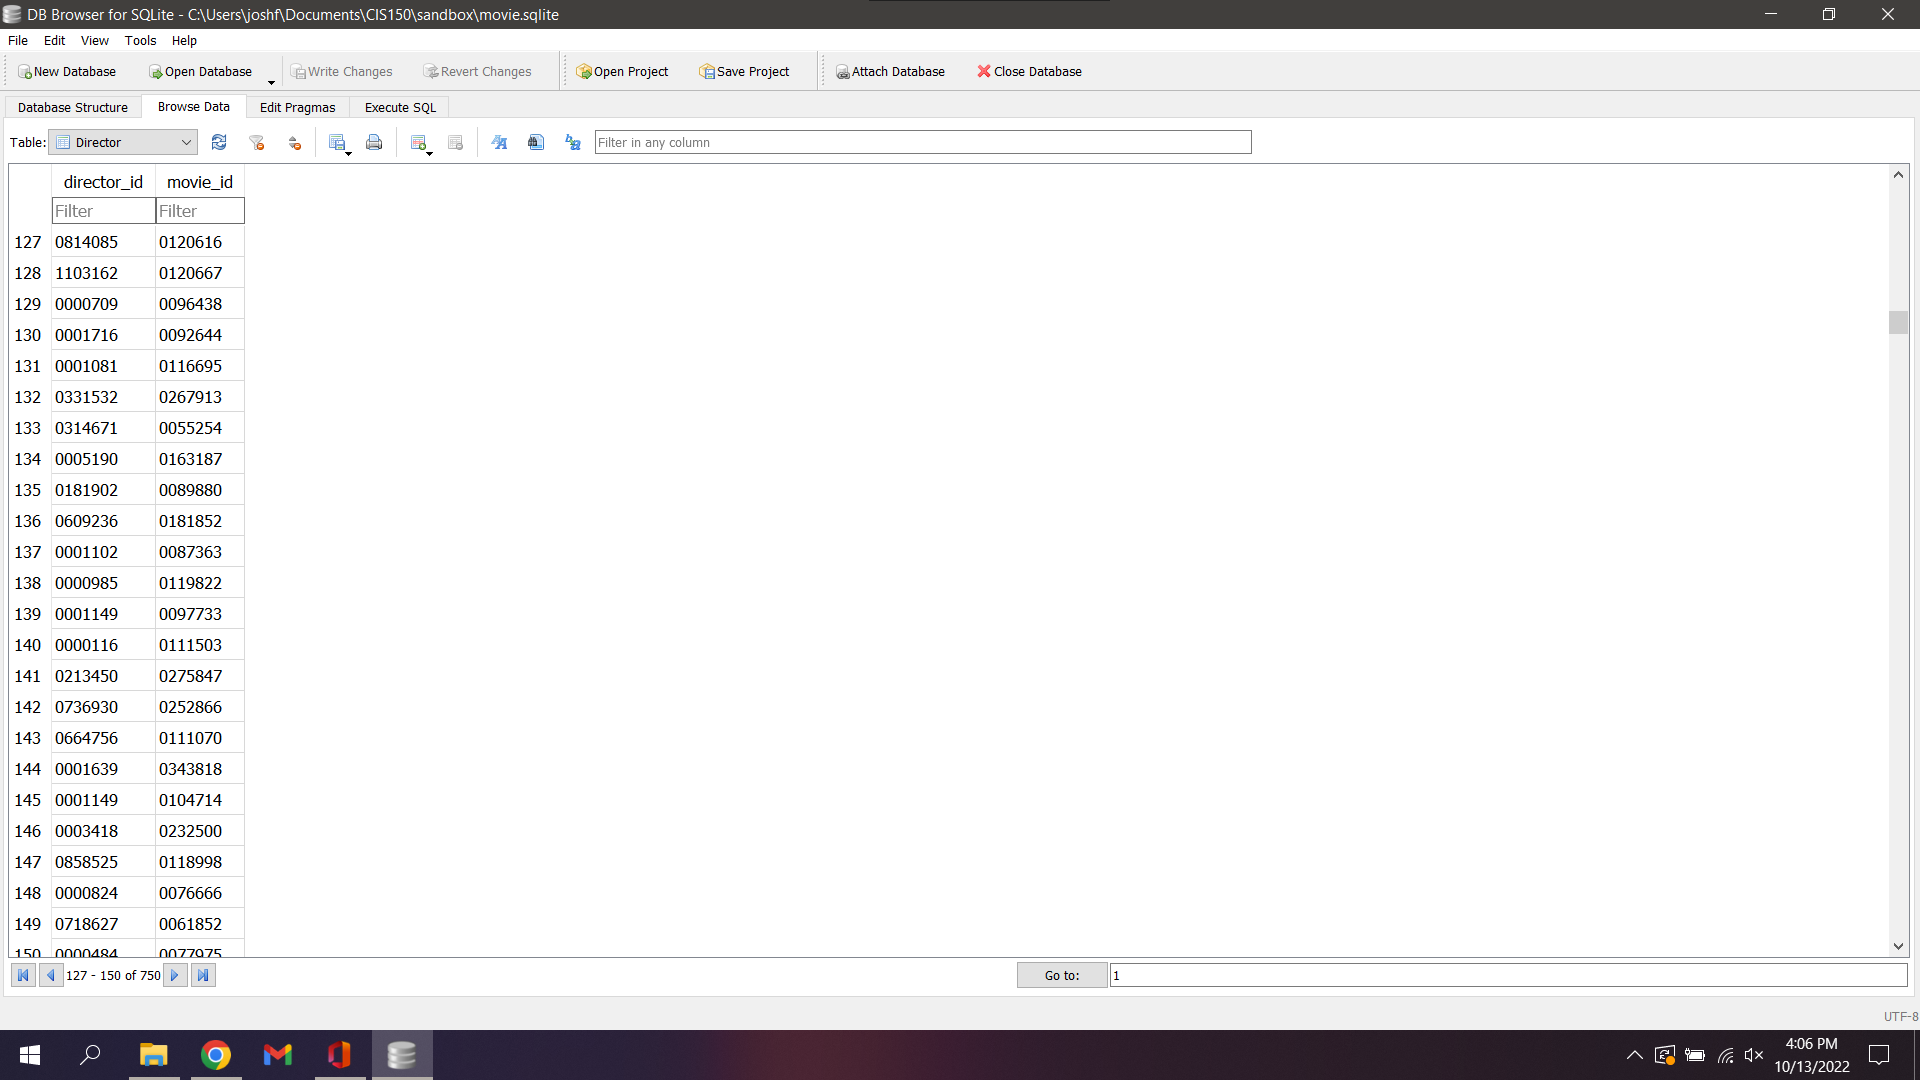 DB Browser for SQLite - C:\Users\joshf\Documents\CIS150\sandbox\movie.sqlite
File Edit View Tools Help
New Database Open Database Write Changes Revert Changes Open Project Save Project Attach Database Close Database
Database Structure Browse Data Edit Pragmas Execute SQL
Table: Director Filter in any column
director_id movie_id
Filter Filter
127 0814085 0120616
128 1103162 0120667
129 0000709 0096438
130 0001716 0092644
131 0001081 0116695
132 0331532 0267913
133 0314671 0055254
134 0005190 0163187
135 0181902 0089880
136 0609236 0181852
137 0001102 0087363
138 0000985 0119822
139 0001149 0097733
140 0000116 0111503
141 0213450 0275847
142 0736930 0252866
143 0664756 0111070
144 0001639 0343818
145 0001149 0104714
146 0003418 0232500
147 0858525 0118998
148 0000824 0076666
149 0718627 0061852
150 0000484 0077975
127 - 150 of 750 Go to: 1
UTF-8
4:06 PM
10/13/2022